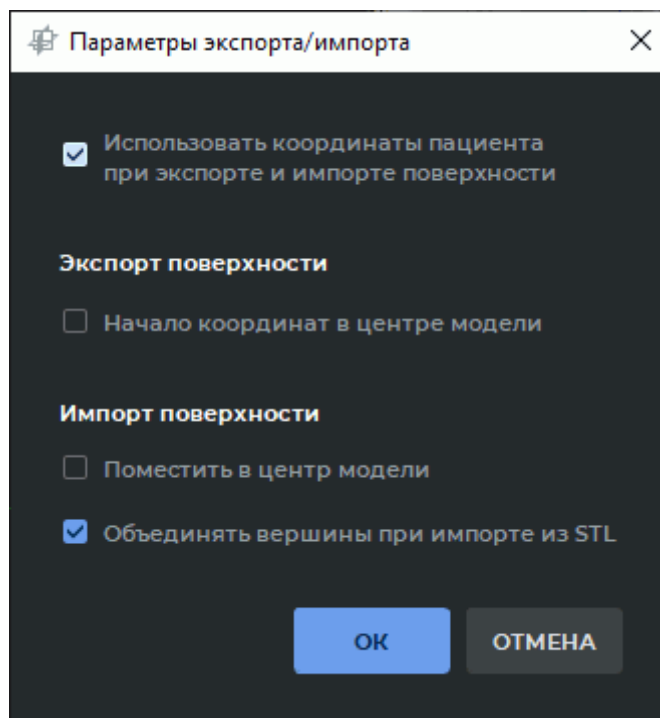 Параметры экспорта/импорта
Использовать координаты пациента
при экспорте и импорте поверхности
Экспорт поверхности
Начало координат в центре модели
Импорт поверхности
Поместить в центр модели
Объединять вершины при импорте из STL
ОК
ОТМЕНА